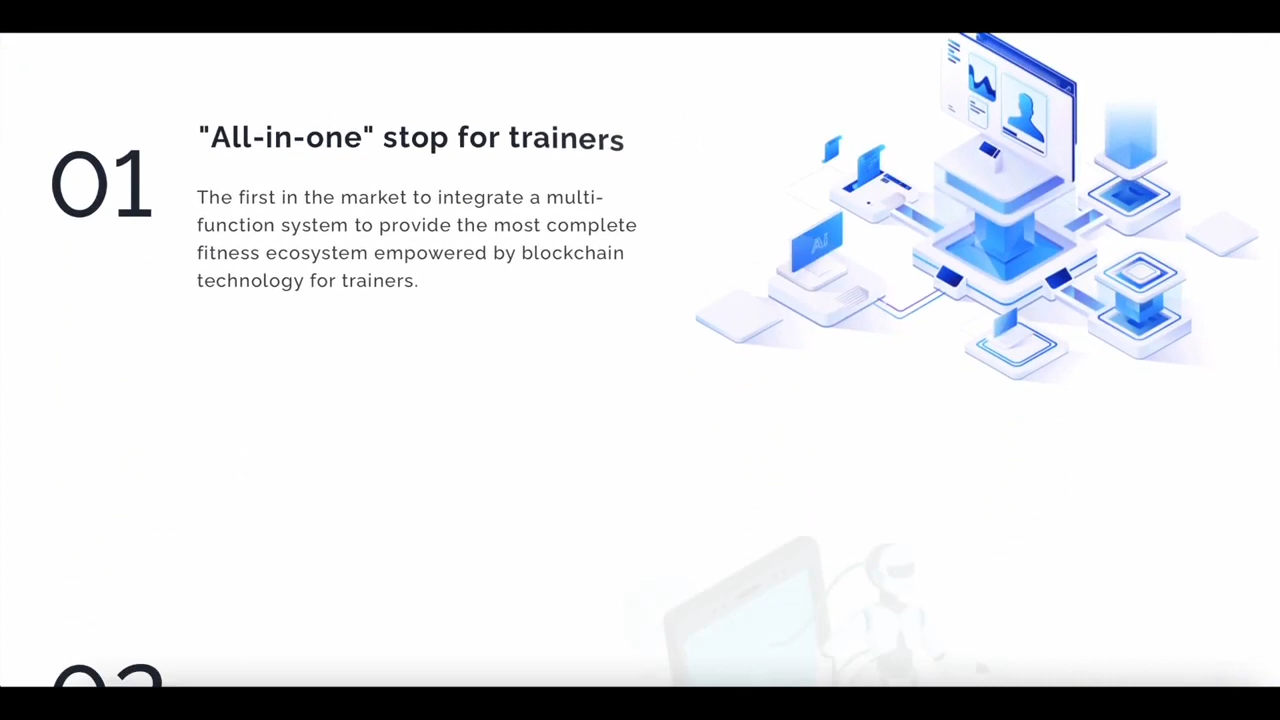 01
"All-in-one" stop for trainers
The first in the market to integrate a multi-
function system to provide the most complete
fitness ecosystem empowered by blockchain
technology for trainers.
Ai